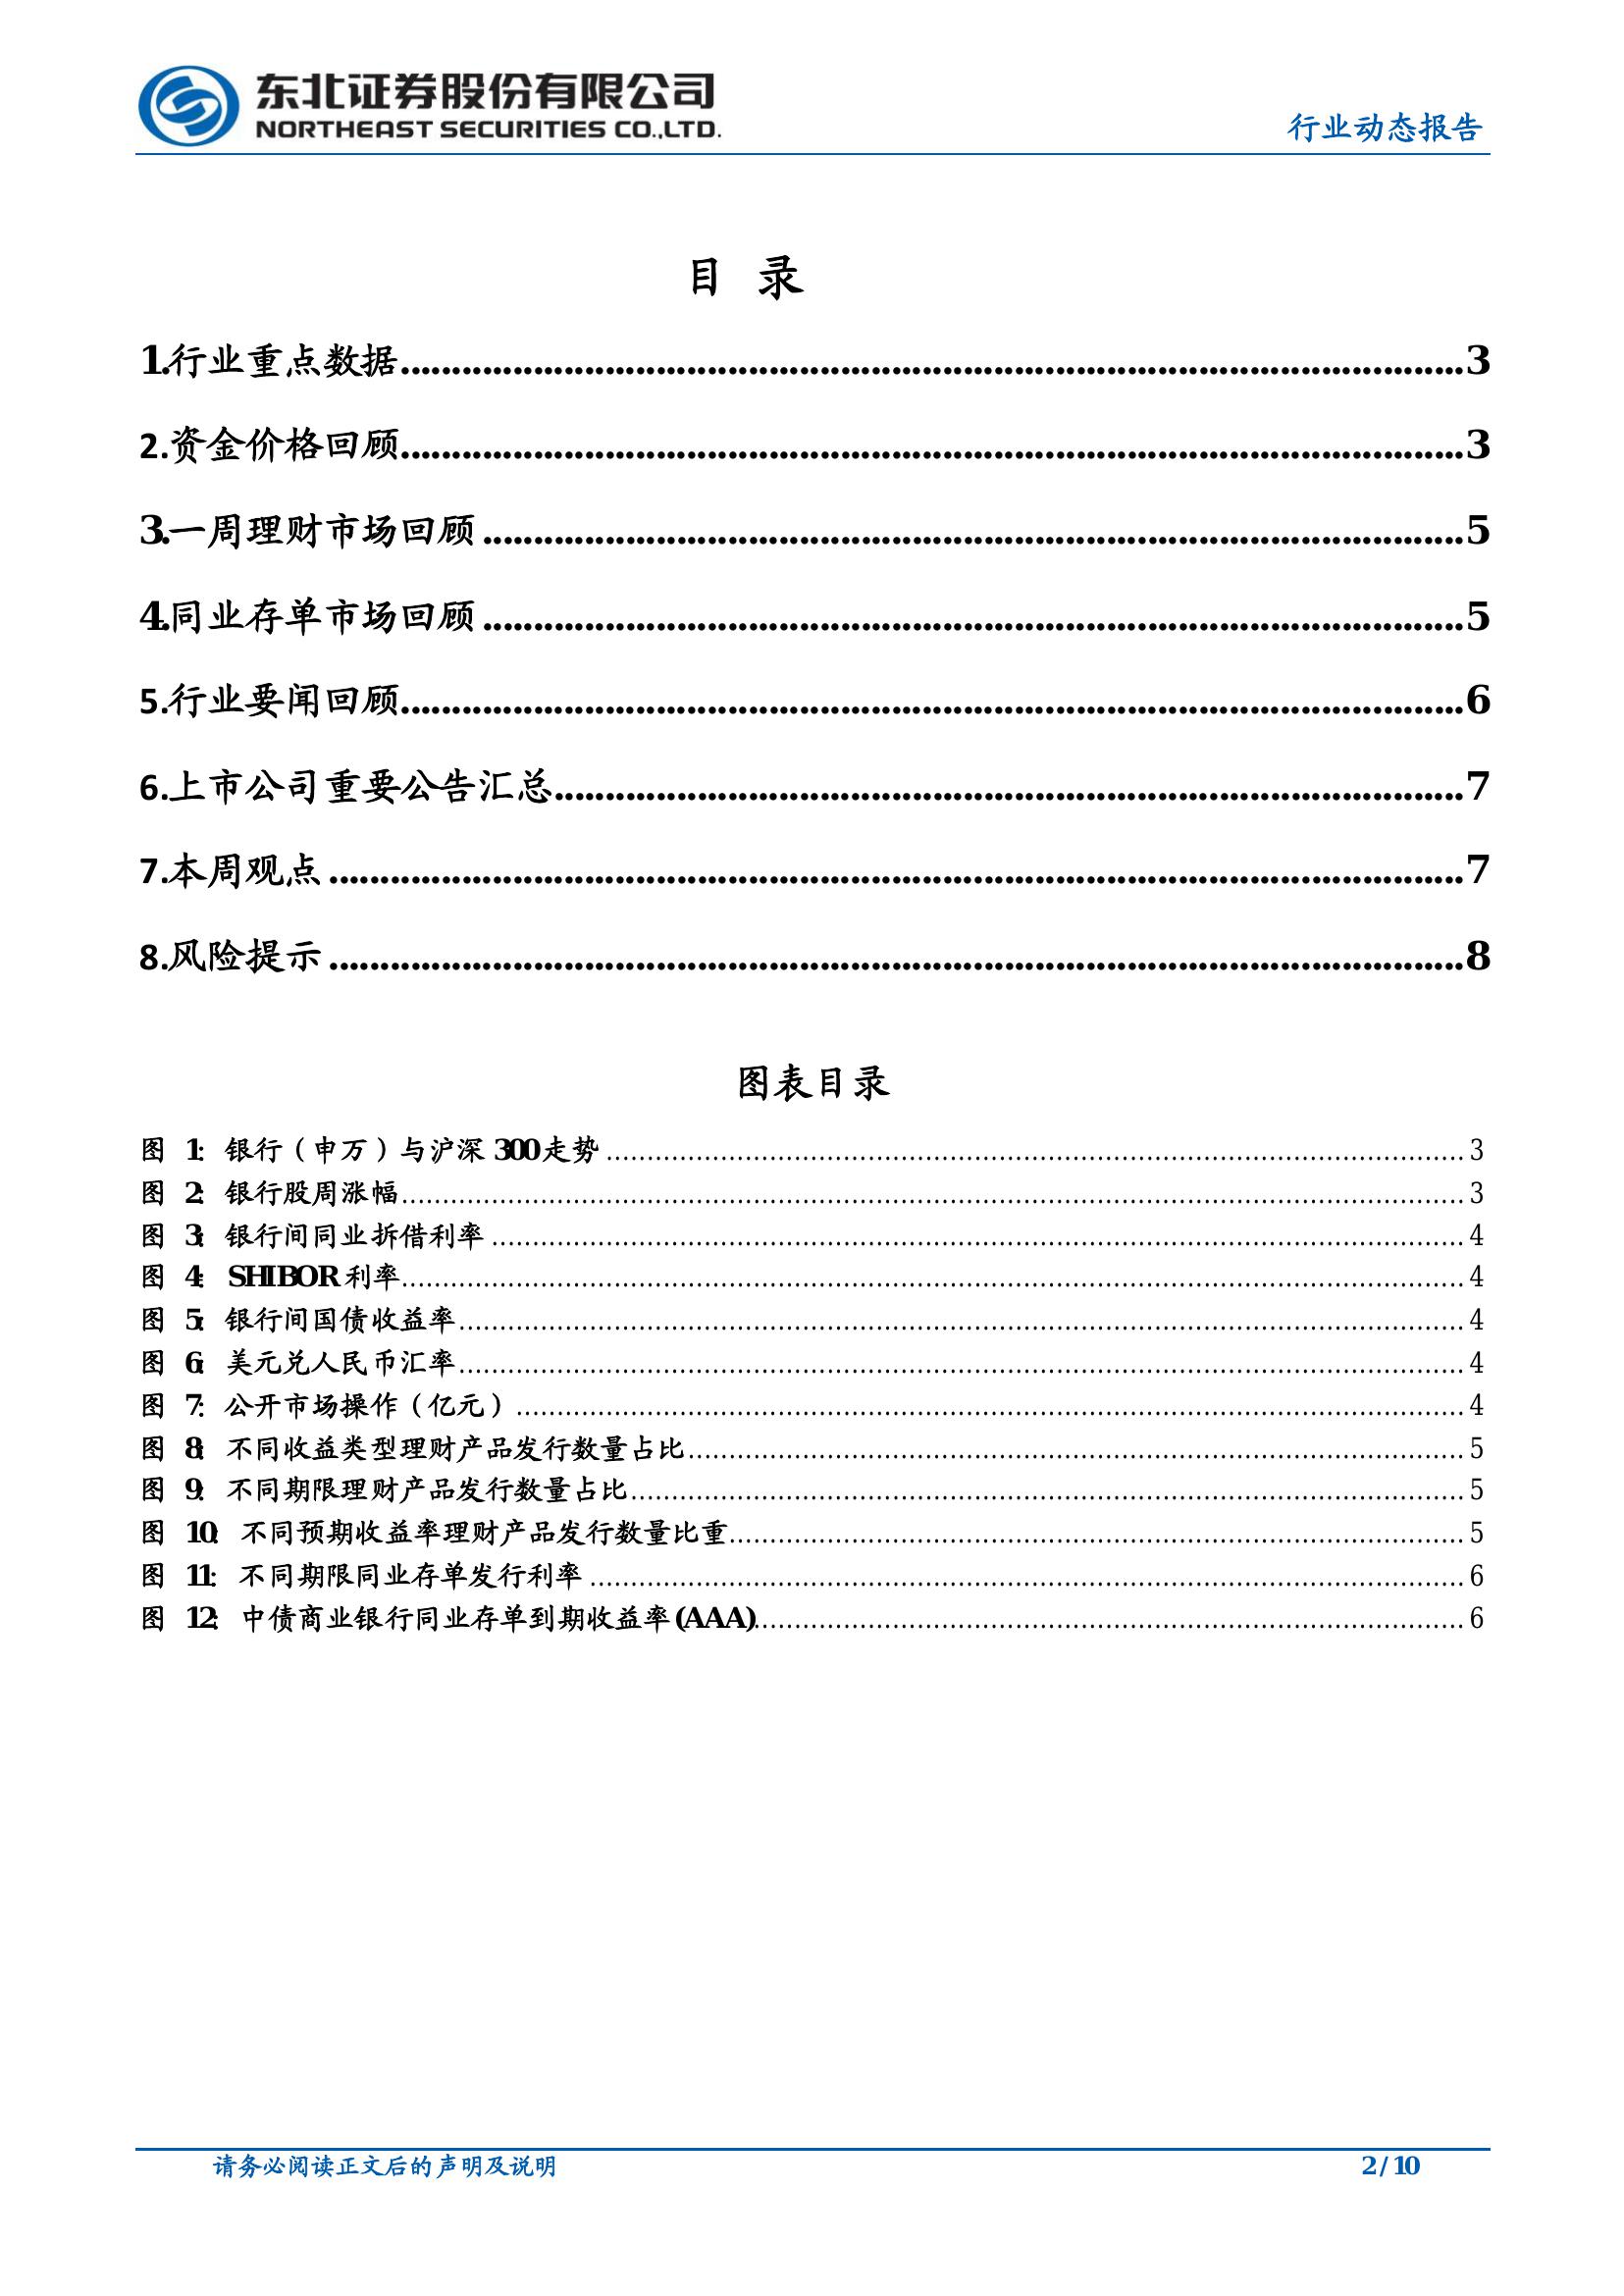 东北证券股份有限公司
NORTHEAST SECURITIES CO.,LTD.
行业动态报告
目 录
1.行业重点数据....................3
2.资金价格回顾....................3
3.一周理财市场回顾....................5
4.同业存单市场回顾....................5
5.行业要闻回顾....................6
6.上市公司重要公告汇总....................7
7.本周观点....................7
8.风险提示....................8
图表目录
图 1: 银行（申万）与沪深 300 走势....................3
图 2: 银行股周涨幅....................3
图 3: 银行间同业拆借利率....................4
图 4: SHIBOR 利率....................4
图 5: 银行间国债收益率....................4
图 6: 美元兑人民币汇率....................4
图 7: 公开市场操作（亿元）....................4
图 8: 不同收益类型理财产品发行数量占比....................5
图 9: 不同期限理财产品发行数量占比....................5
图 10: 不同预期收益率理财产品发行数量比重....................5
图 11: 不同期限同业存单发行利率....................6
图 12: 中债商业银行同业存单到期收益率(AAA)....................6
请务必阅读正文后的声明及说明
2 / 10